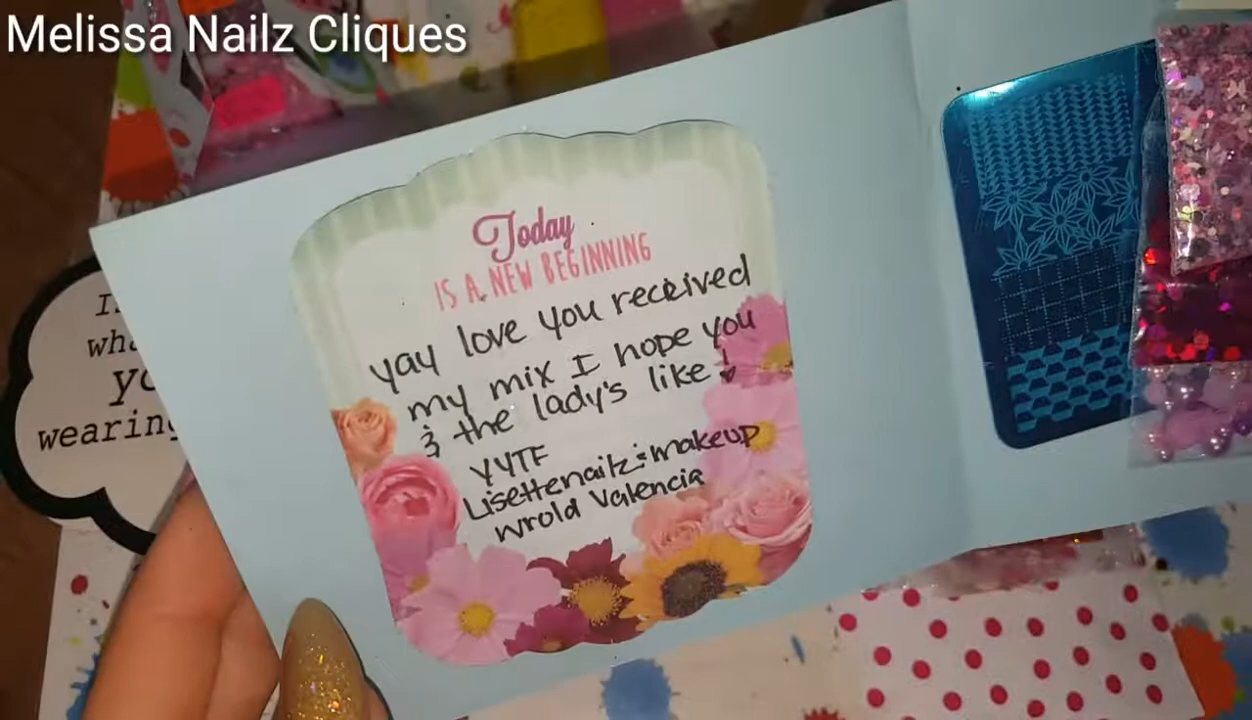 Melissa Nailz Cliques
Today
IS A NEW BEGINNING
yay love you received
my mix I hope you
& the lady's like!
YYTF
Lisettenailz&makeup
wrold Valencia
yo
wearing